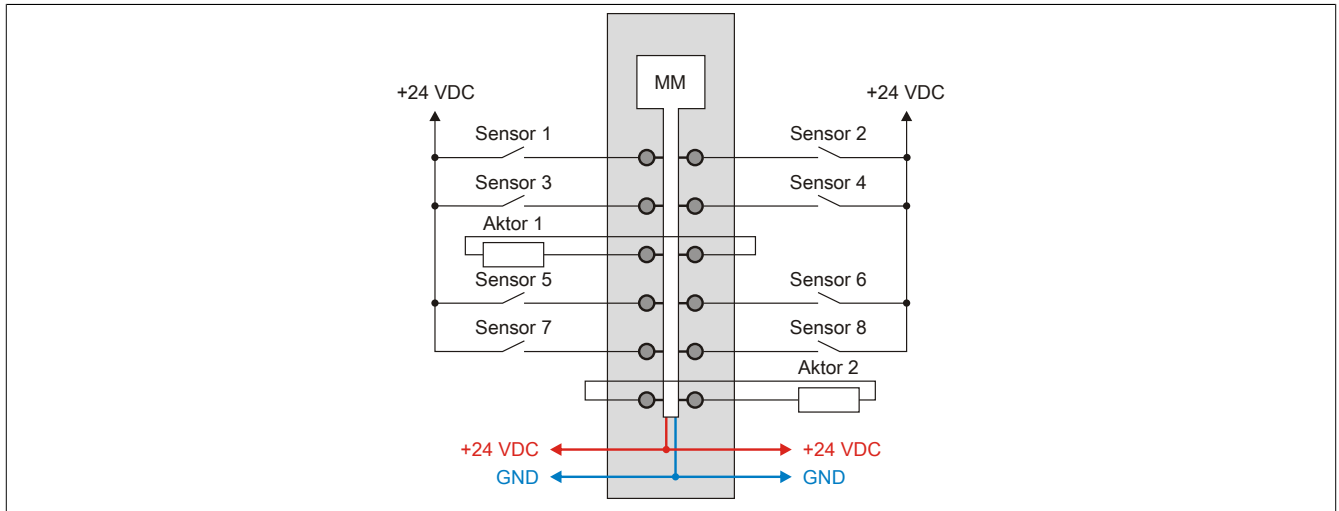 MM
+24 VDC +24 VDC
Sensor 1 Sensor 2
Sensor 3 Sensor 4
Aktor 1
Sensor 5 Sensor 6
Sensor 7 Sensor 8
Aktor 2
+24 VDC +24 VDC
GND GND